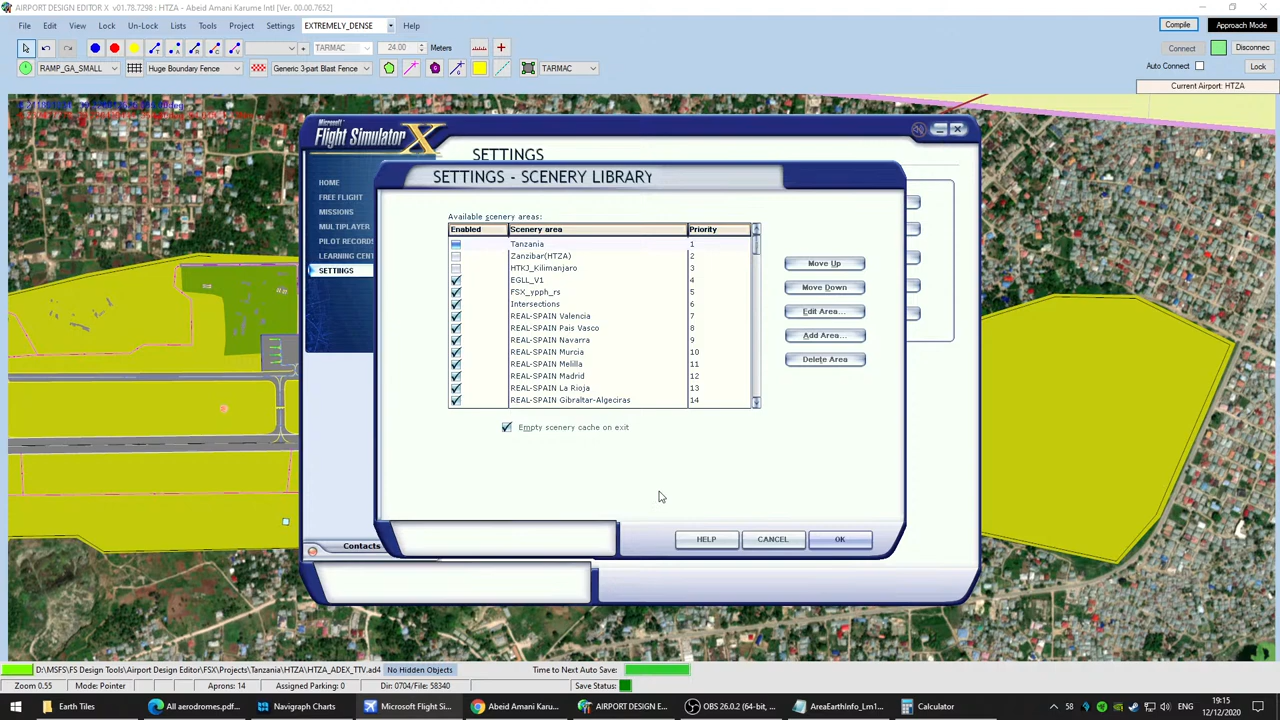 AIRPORT DESIGN EDITOR X v01.78.7298 : HTZA - Abeid Amani Karume Intl [Ver. 00.00.7652]
File Edit View Lock Un-Lock Lists Tools Project Settings EXTREMELY_DENSE Help
Compile Approach Mode
TARMAC 24.00 Meters
Connect Disconnect
RAMP_GA_SMALL Huge Boundary Fence Generic 3-part Blast Fence TARMAC
Auto Connect Lock
Current Airport: HTZA
Microsoft
Flight Simulator X
SETTINGS
SETTINGS - SCENERY LIBRARY
HOME
FREE FLIGHT
MISSIONS
MULTIPLAYER
PILOT RECORDS
LEARNING CENT
SETTINGS
Available scenery areas:
Enabled Scenery area Priority
Tanzania 1
Zanzibar(HTZA) 2
HTKJ_Kilimanjaro 3
EGLL_V1 4
FSX_ypph_rs 5
Intersections 6
REAL-SPAIN Valencia 7
REAL-SPAIN Pais Vasco 8
REAL-SPAIN Navarra 9
REAL-SPAIN Murcia 10
REAL-SPAIN Melilla 11
REAL-SPAIN Madrid 12
REAL-SPAIN La Rioja 13
REAL-SPAIN Gibraltar-Algeciras 14
Move Up
Move Down
Edit Area...
Add Area...
Delete Area
Empty scenery cache on exit
HELP CANCEL OK
Contacts
D:\MSFS\FS Design Tools\Airport Design Editor\FSX\Projects\Tanzania\HTZA\HTZA_ADEX_TTV.ad4 No Hidden Objects Time to Next Auto Save:
Zoom 0.55 Mode: Pointer Aprons: 14 Assigned Parking: 0 Dir: 0704/File: 58340 Save Status:
Earth Tiles All aerodromes.pdf... Navigraph Charts Microsoft Flight Si... Abeid Amani Karu... AIRPORT DESIGN E... OBS 26.0.2 (64-bit, ... AreaEarthInfo_Lm1... Calculator
58° ENG
19:15
12/12/2020